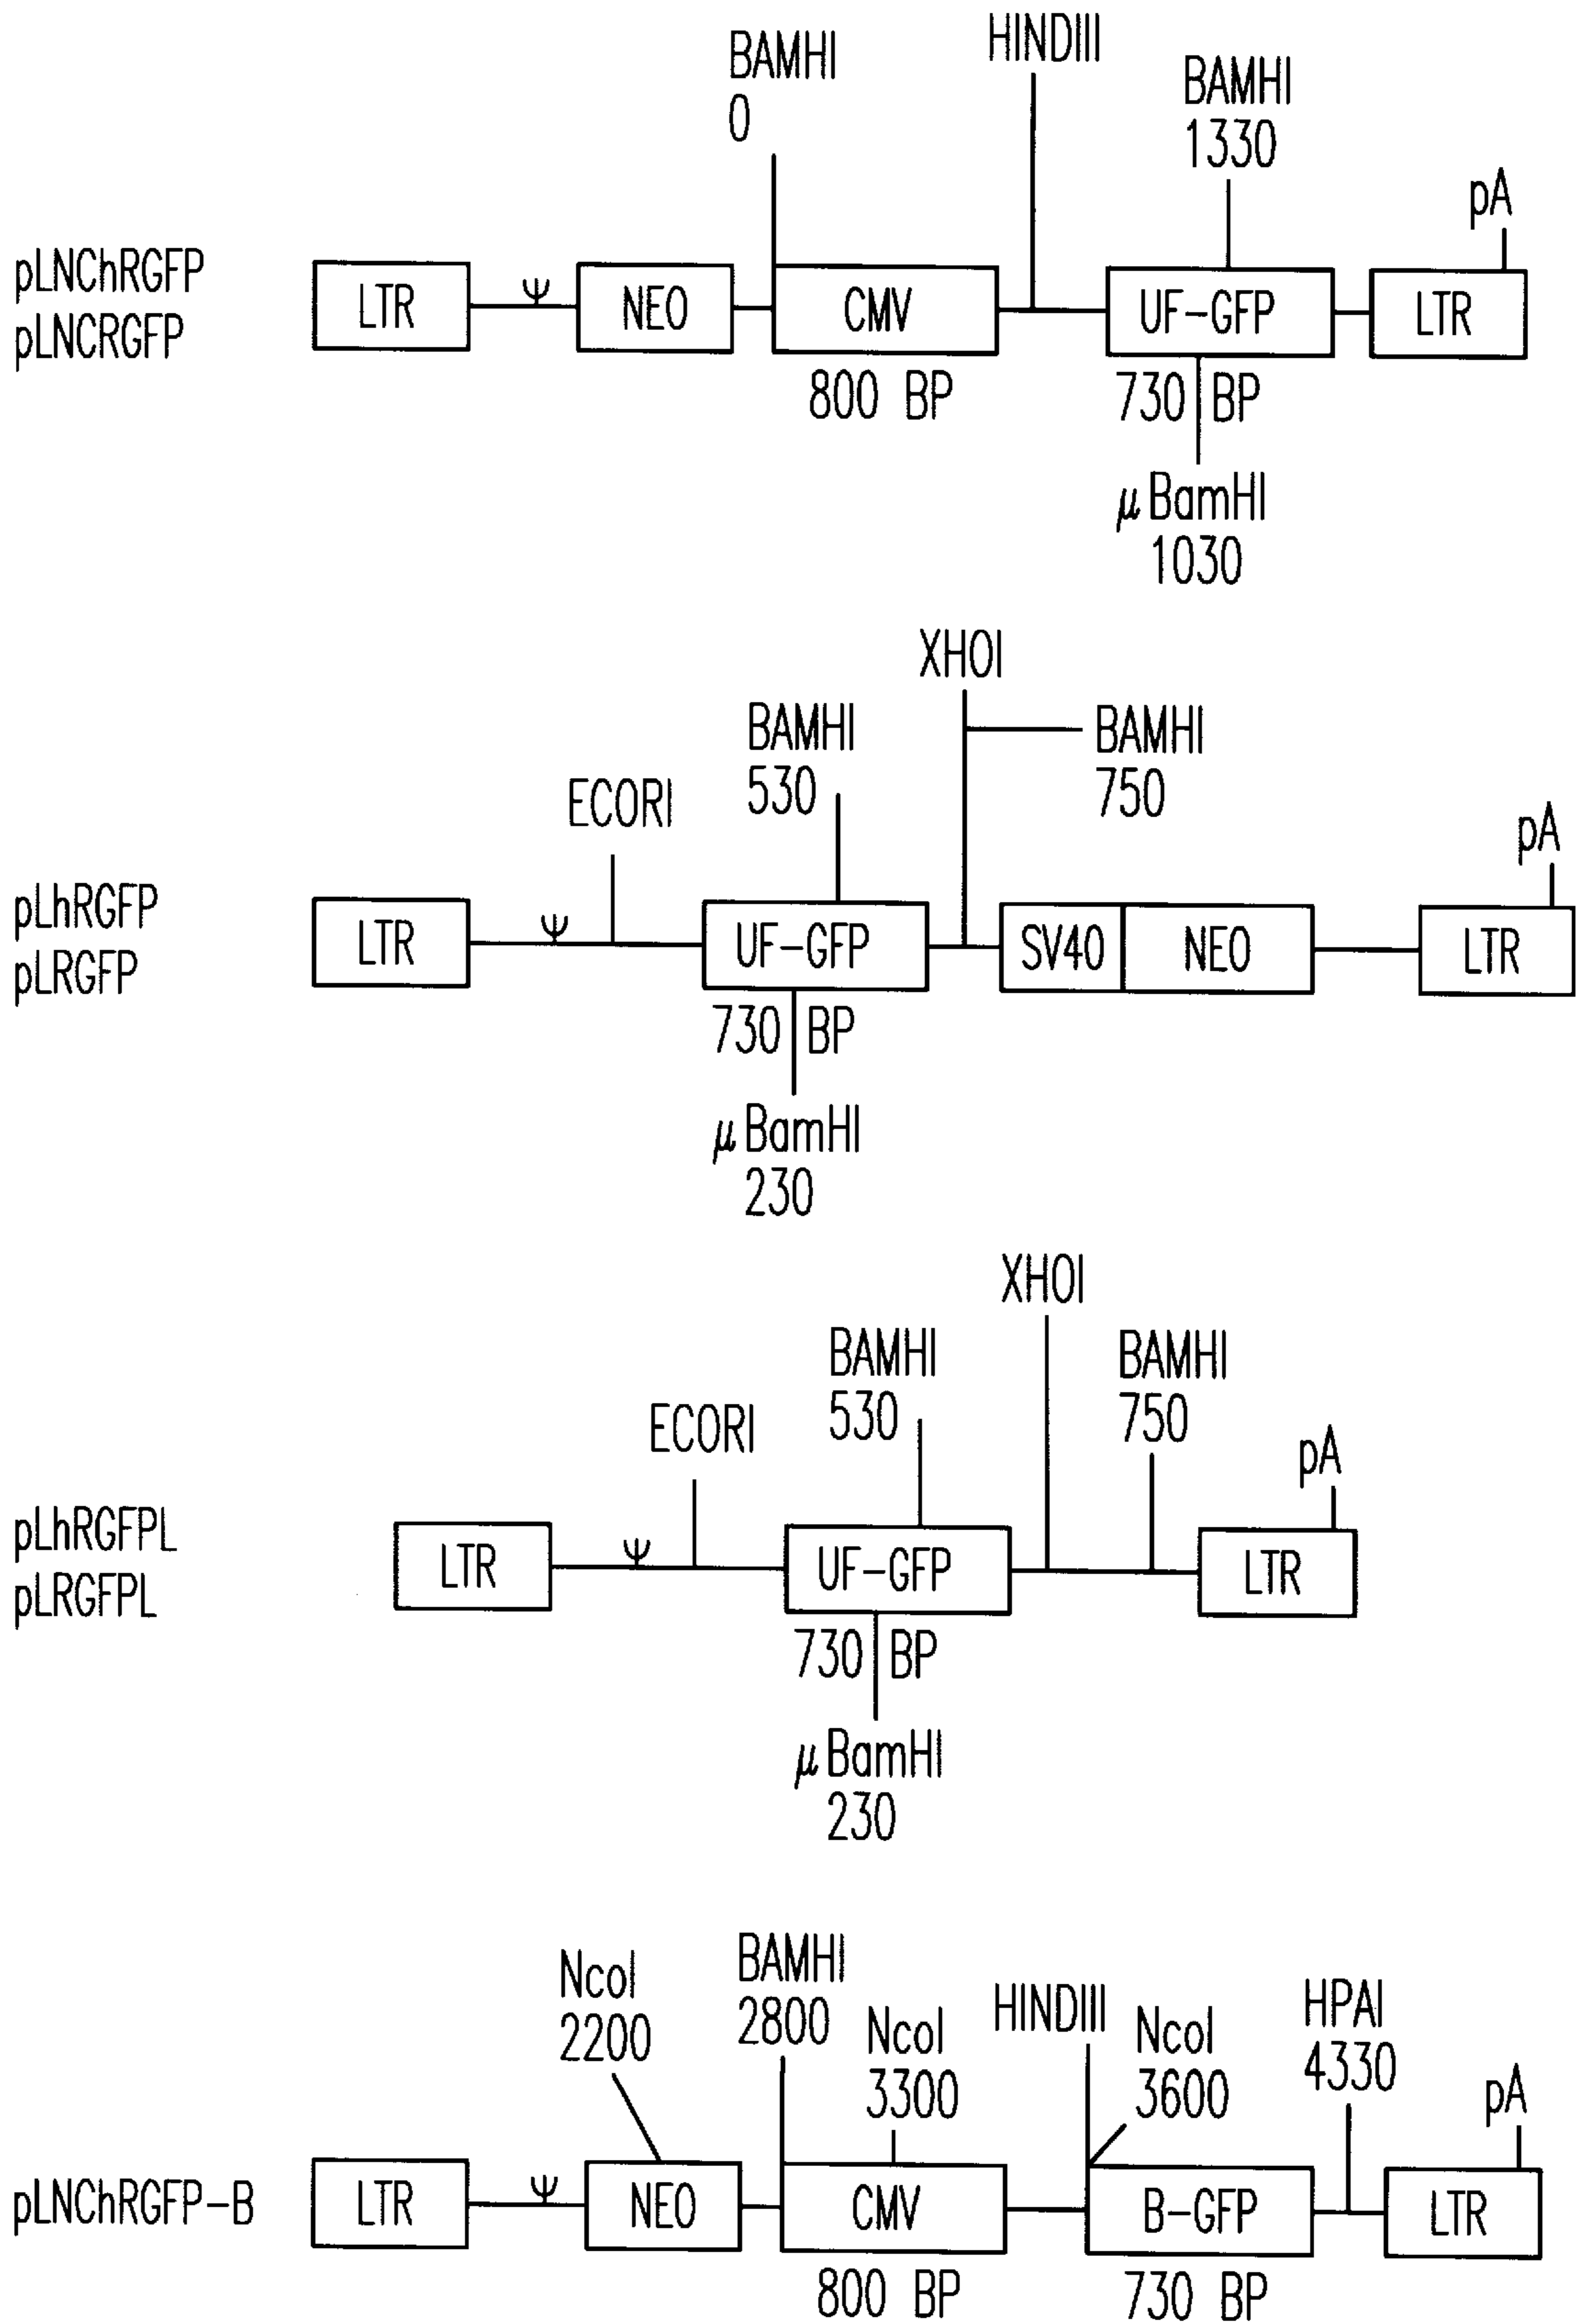 BAMHI
0
HINDIII
BAMHI
1330
pA
pLNChRGFP
pLNCRGFP
LTR
Ψ
NEO
CMV
UF-GFP
LTR
800 BP
730 BP
μBamHI
1030
XHOI
BAMHI
530
BAMHI
750
ECORI
pA
pLhRGFP
pLRGFP
LTR
Ψ
UF-GFP
SV40
NEO
LTR
730 BP
μBamHI
230
XHOI
BAMHI
530
BAMHI
750
ECORI
pA
pLhRGFPL
pLRGFPL
LTR
Ψ
UF-GFP
LTR
730 BP
μBamHI
230
NcoI
2200
BAMHI
2800
NcoI
3300
HINDIII
NcoI
3600
HPAI
4330
pA
pLNChRGFP-B
LTR
Ψ
NEO
CMV
B-GFP
LTR
800 BP
730 BP